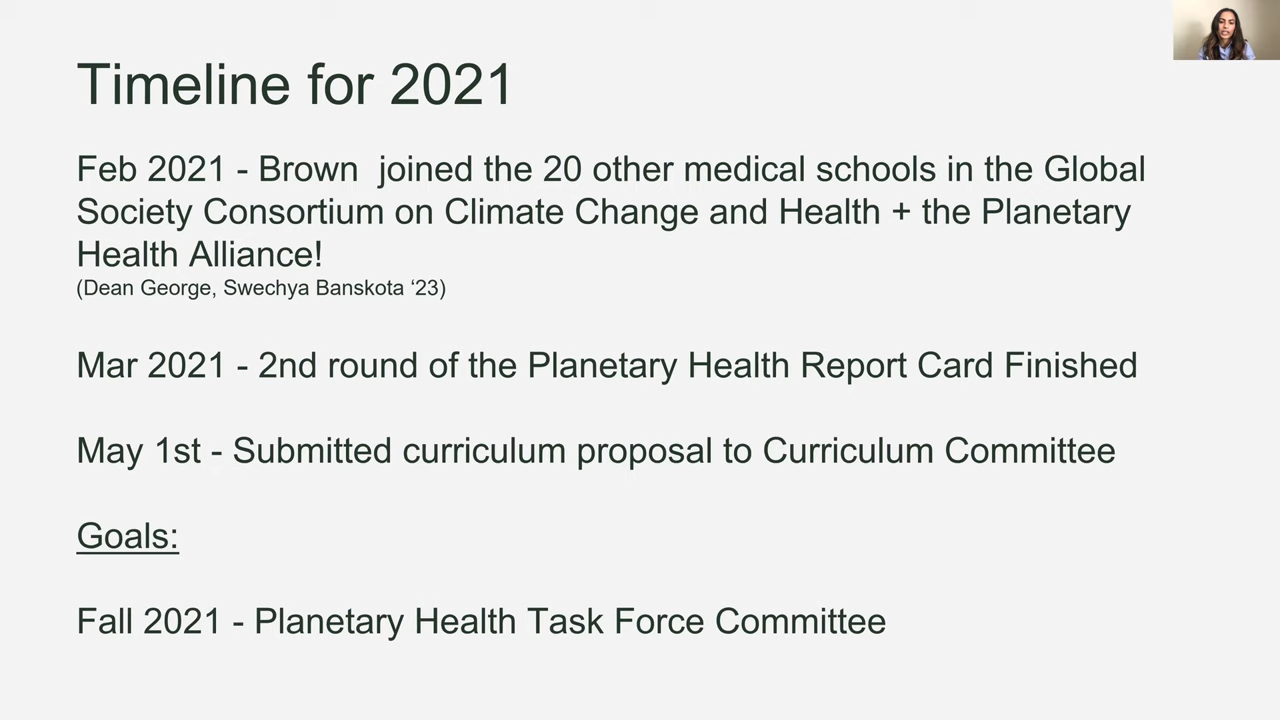 Timeline for 2021
Feb 2021 - Brown  joined the 20 other medical schools in the Global
Society Consortium on Climate Change and Health + the Planetary
Health Alliance!
(Dean George, Swechya Banskota ‘23)
Mar 2021 - 2nd round of the Planetary Health Report Card Finished
May 1st - Submitted curriculum proposal to Curriculum Committee
Goals:
Fall 2021 - Planetary Health Task Force Committee